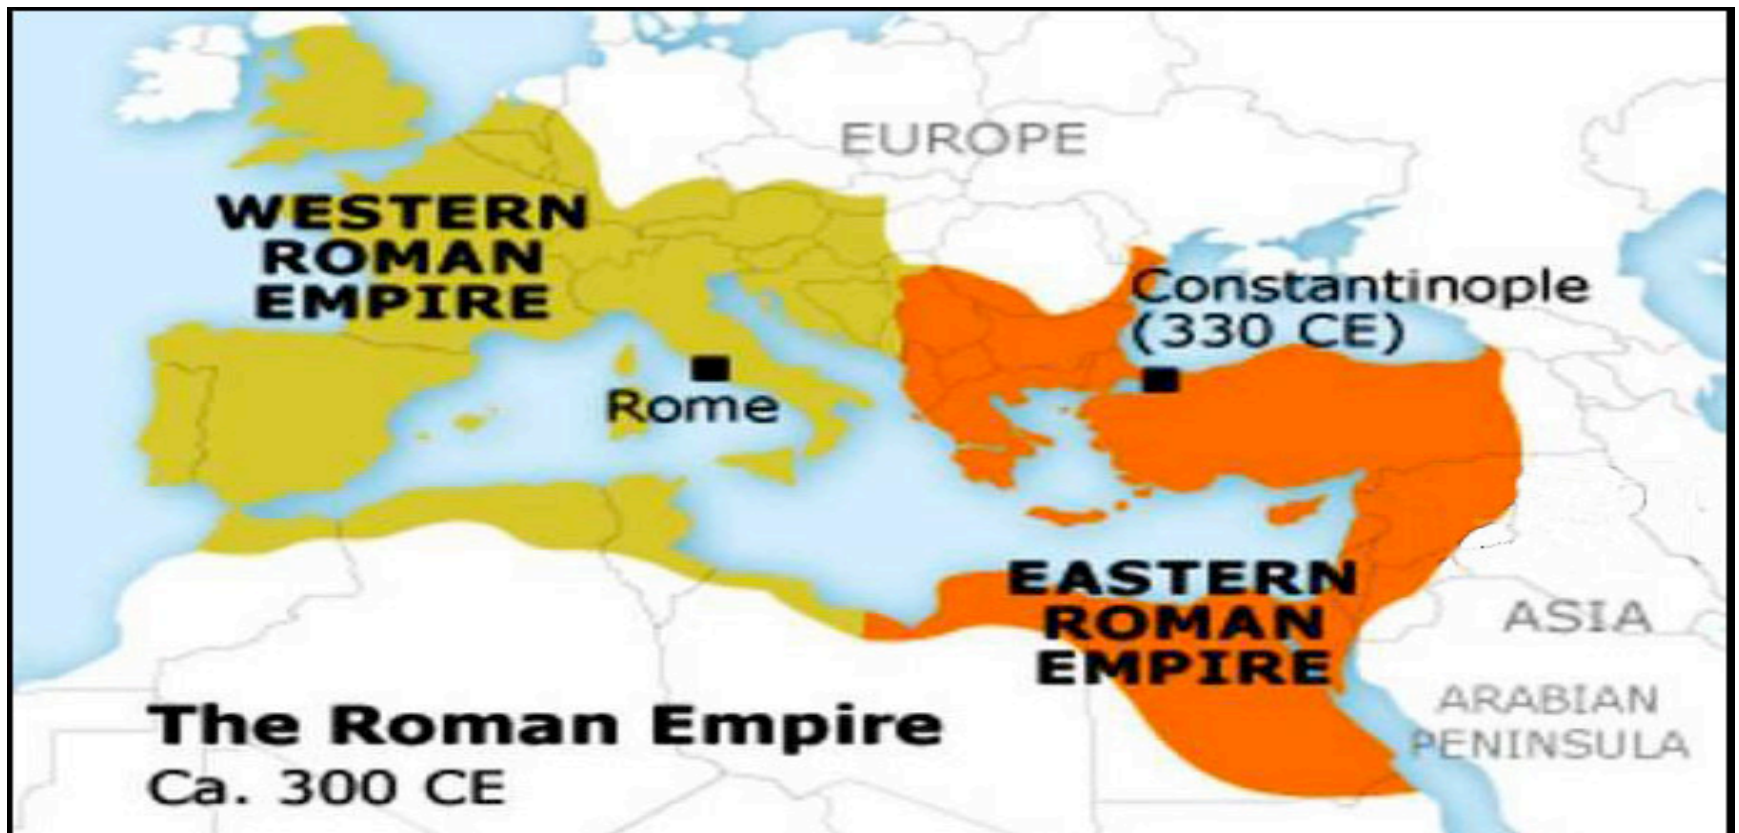 EUROPE
WESTERN
ROMAN
EMPIRE
Constantinople
(330 CE)
Rome
EASTERN
ROMAN
EMPIRE
ASIA
ARABIAN
PENINSULA
The Roman Empire
Ca. 300 CE